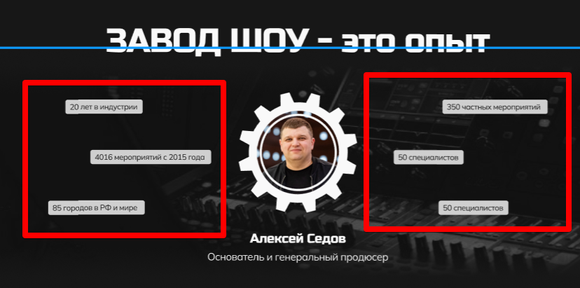 ЗАВОД ШОУ - это опыт
20 лет в индустрии
4016 мероприятий с 2015 года
85 городов в РФ и мире
350 частных мероприятий
50 специалистов
50 специалистов
Алексей Седов
Основатель и генеральный продюсер